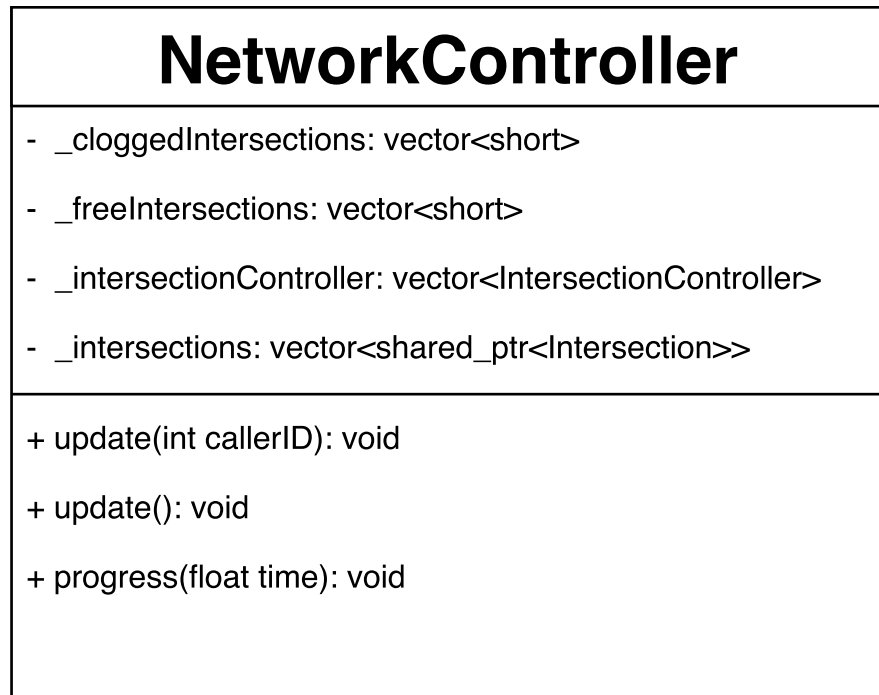 NetworkController
- _cloggedIntersections: vector<short>
- _freeIntersections: vector<short>
- _intersectionController: vector<IntersectionController>
- _intersections: vector<shared_ptr<Intersection>>
+ update(int callerID): void
+ update(): void
+ progress(float time): void